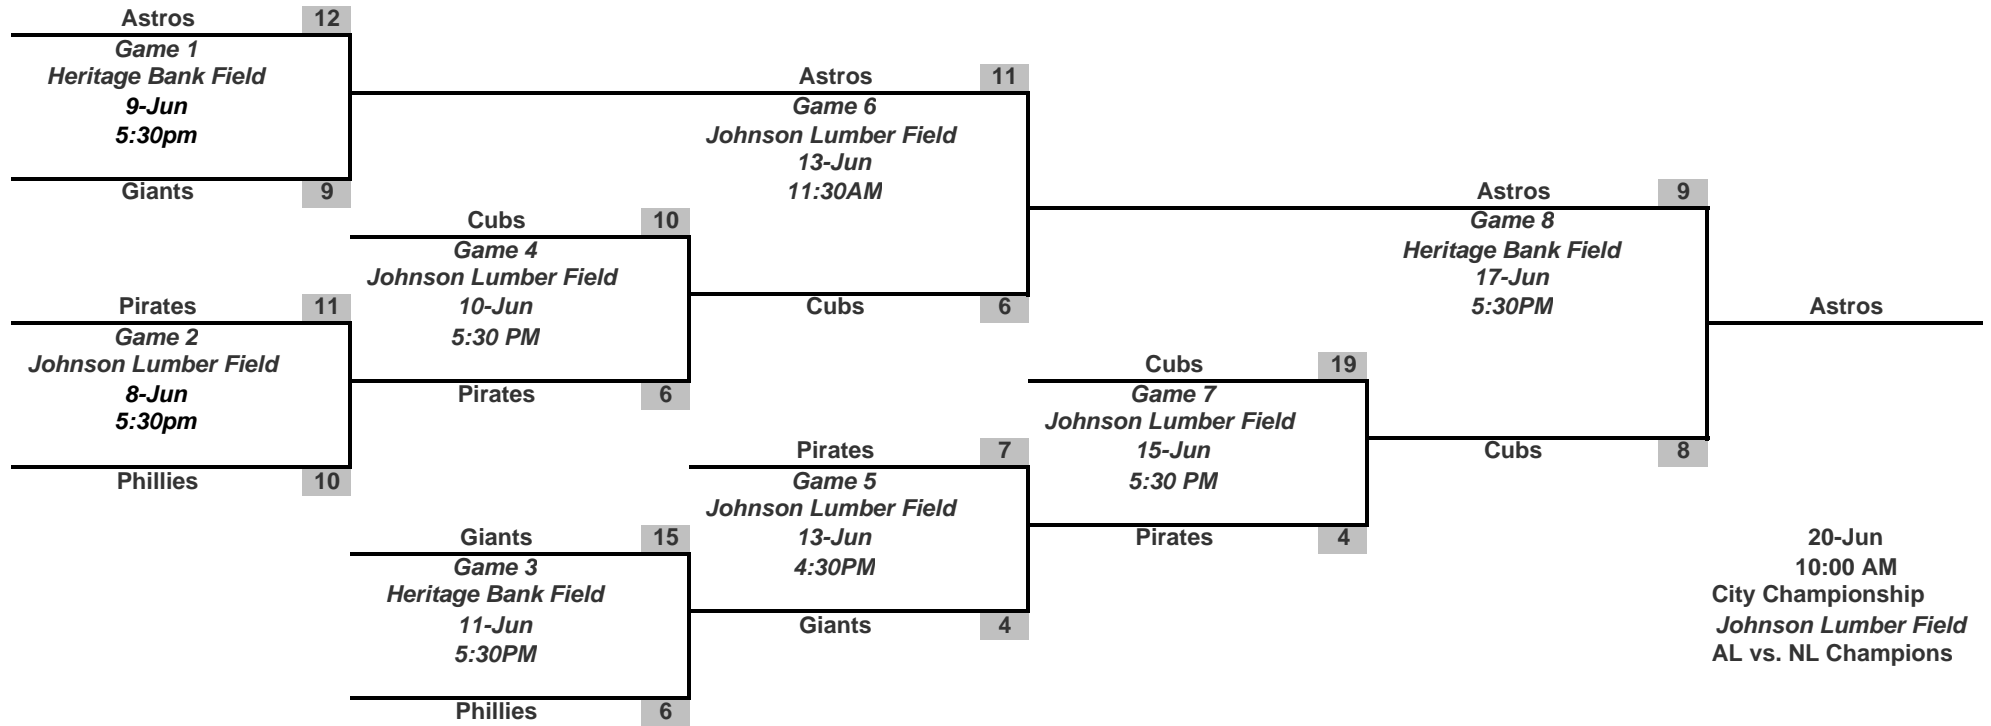 Astros 12
Game 1
Heritage Bank Field
9-Jun
5:30pm
Giants 9
Pirates 11
Game 2
Johnson Lumber Field
8-Jun
5:30pm
Phillies 10
Cubs 10
Game 4
Johnson Lumber Field
10-Jun
5:30 PM
Pirates 6
Giants 15
Game 3
Heritage Bank Field
11-Jun
5:30PM
Phillies 6
Astros 11
Game 6
Johnson Lumber Field
13-Jun
11:30AM
Cubs 6
Pirates 7
Game 5
Johnson Lumber Field
13-Jun
4:30PM
Giants 4
Cubs 19
Game 7
Johnson Lumber Field
15-Jun
5:30 PM
Pirates 4
Astros 9
Game 8
Heritage Bank Field
17-Jun
5:30PM
Cubs 8
Astros
20-Jun
10:00 AM
City Championship
Johnson Lumber Field
AL vs. NL Champions